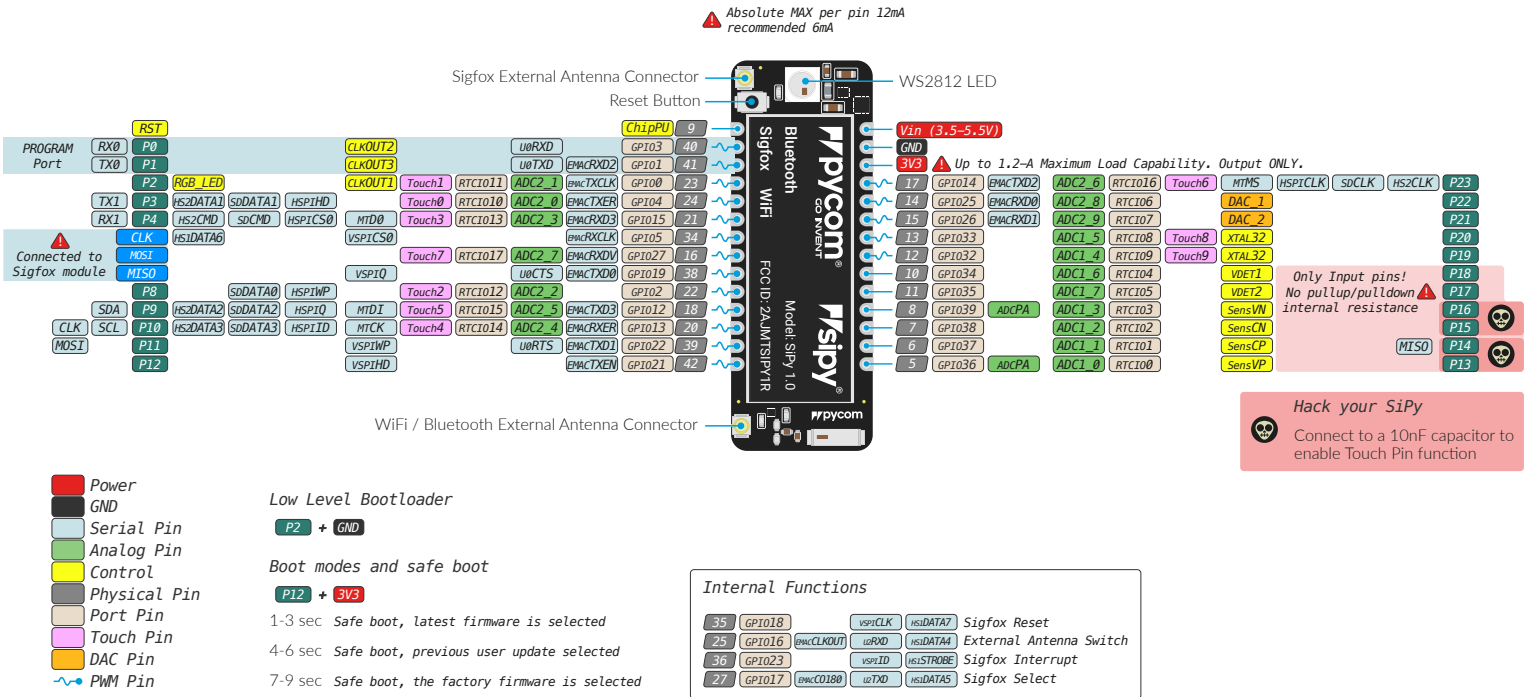 Absolute MAX per pin 12mA
recommended 6mA
Sigfox External Antenna Connector
WS2812 LED
Reset Button
RST ChipPU 9
PROGRAM
Port
RX0 P0 CLKOUT2 U0RXD GPIO3 40
TX0 P1 CLKOUT3 U0TXD EMACRXD2 GPIO1 41
P2 RGB_LED CLKOUT1 Touch1 RTCIO11 ADC2_1 EMACTXCLK GPIO0 23
TX1 P3 HS2DATA1 SDDATA1 HSPIHD Touch0 RTCIO10 ADC2_0 EMACTXER GPIO4 24
RX1 P4 HS2CMD SDCMD HSPICS0 MTDO Touch3 RTCIO13 ADC2_3 EMACRXD3 GPIO15 21
Connected to
Sigfox module
CLK HS1DATA6 VSPICS0 EMACRXCLK GPIO5 34
MOSI Touch7 RTCIO17 ADC2_7 EMACRXDV GPIO27 16
MISO VSPIQ U0CTS EMACTXD0 GPIO19 38
P8 SDDATA0 HSPIWP Touch2 RTCIO12 ADC2_2 GPIO2 22
SDA P9 HS2DATA2 SDDATA2 HSPIQ MTDI Touch5 RTCIO15 ADC2_5 EMACTXD3 GPIO12 18
CLK SCL P10 HS2DATA3 SDDATA3 HSPIID MTCK Touch4 RTCIO14 ADC2_4 EMACRXER GPIO13 20
MOSI P11 VSPIWP U0RTS EMACTXD1 GPIO22 39
P12 VSPIHD EMACTXEN GPIO21 42
Sigfox WiFi
Bluetooth
FCC ID: 2AJMTSIPY1R
Model: SiPy 1.0
pycom®
GO INVENT
sipy®
pycom
Vin (3.5-5.5V)
GND
3V3 Up to 1.2-A Maximum Load Capability. Output ONLY.
17 GPIO14 EMACTXD2 ADC2_6 RTCIO16 Touch6 MTMS HSPICLK SDCLK HS2CLK P23
14 GPIO25 EMACRXD0 ADC2_8 RTCIO6 DAC_1 P22
15 GPIO26 EMACRXD1 ADC2_9 RTCIO7 DAC_2 P21
13 GPIO33 ADC1_5 RTCIO8 Touch8 XTAL32 P20
12 GPIO32 ADC1_4 RTCIO9 Touch9 XTAL32 P19
10 GPIO34 ADC1_6 RTCIO4 VDET1 P18
11 GPIO35 ADC1_7 RTCIO5 VDET2 P17
8 GPIO39 ADCPA ADC1_3 RTCIO3 SensVN P16
7 GPIO38 ADC1_2 RTCIO2 SensCN P15
6 GPIO37 ADC1_1 RTCIO1 SensCP MISO P14
5 GPIO36 ADCPA ADC1_0 RTCIO0 SensVP P13
Only Input pins!
No pullup/pulldown
internal resistance
Hack your SiPy
Connect to a 10nF capacitor to
enable Touch Pin function
WiFi / Bluetooth External Antenna Connector
Power
GND
Serial Pin
Analog Pin
Control
Physical Pin
Port Pin
Touch Pin
DAC Pin
PWM Pin
Low Level Bootloader
P2 + GND
Boot modes and safe boot
P12 + 3V3
1-3 sec Safe boot, latest firmware is selected
4-6 sec Safe boot, previous user update selected
7-9 sec Safe boot, the factory firmware is selected
Internal Functions
35 GPIO18 VSPICLK HS1DATA7 Sigfox Reset
25 GPIO16 EMACCLKOUT U2RXD HS1DATA4 External Antenna Switch
36 GPIO23 VSPIID HS1STROBE Sigfox Interrupt
27 GPIO17 EMACCO180 U2TXD HS1DATA5 Sigfox Select